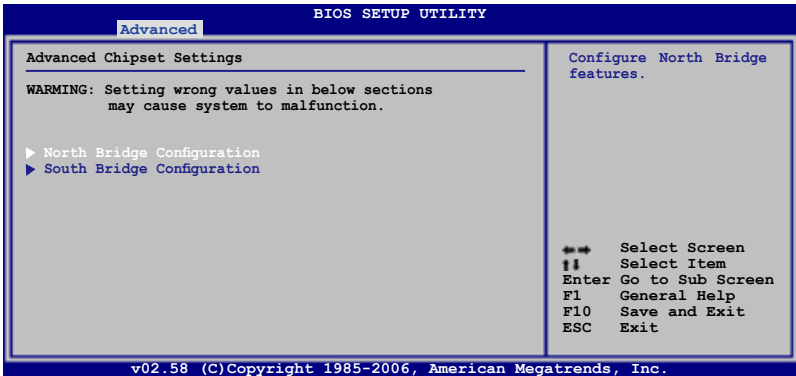 BIOS SETUP UTILITY
Advanced
Advanced Chipset Settings
WARMING: Setting wrong values in below sections
may cause system to malfunction.
North Bridge Configuration
South Bridge Configuration
Configure North Bridge
features.
Select Screen
Select Item
Enter Go to Sub Screen
F1 General Help
F10 Save and Exit
ESC Exit
v02.58 (C)Copyright 1985-2006, American Megatrends, Inc.